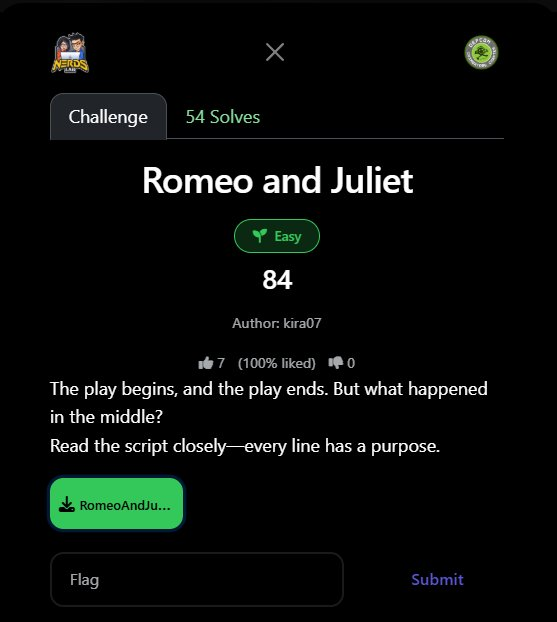 NERDS
Challenge
54 Solves
Romeo and Juliet
Easy
84
Author: kira07
7 (100% liked) 0
The play begins, and the play ends. But what happened
in the middle?
Read the script closely—every line has a purpose.
RomeoAndJu...
Flag
Submit